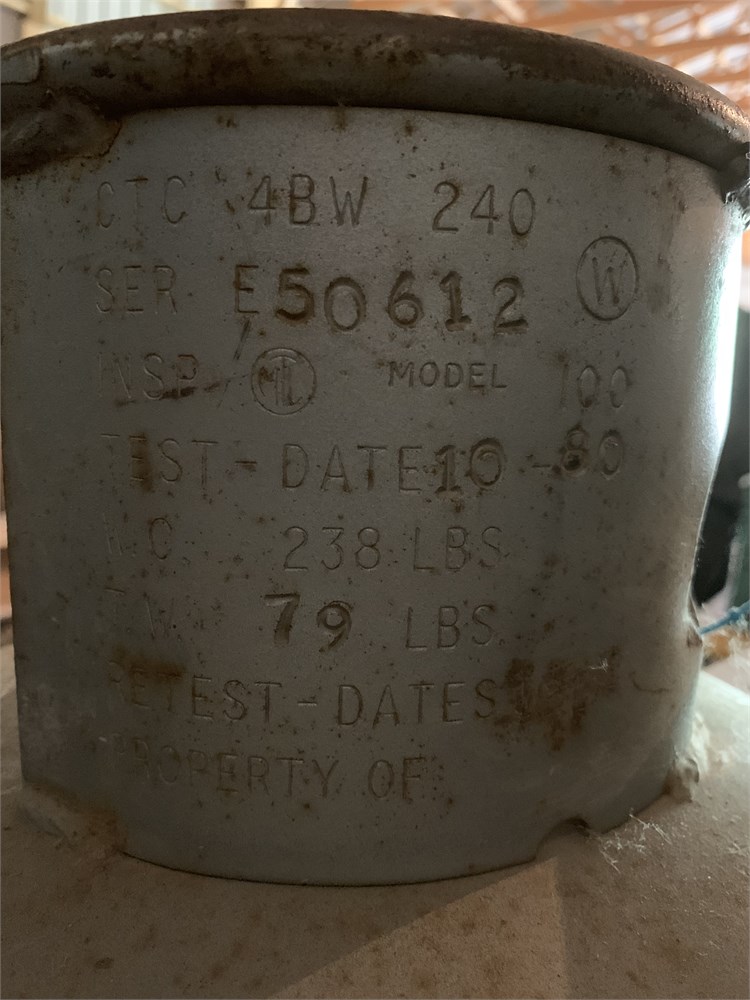 CTC 4BW 240
SER E50612 W
INSP MTL MODEL 100
TEST-DATE 10-80
W.C. 238 LBS
T.W. 79 LBS
RETEST-DATES
PROPERTY OF